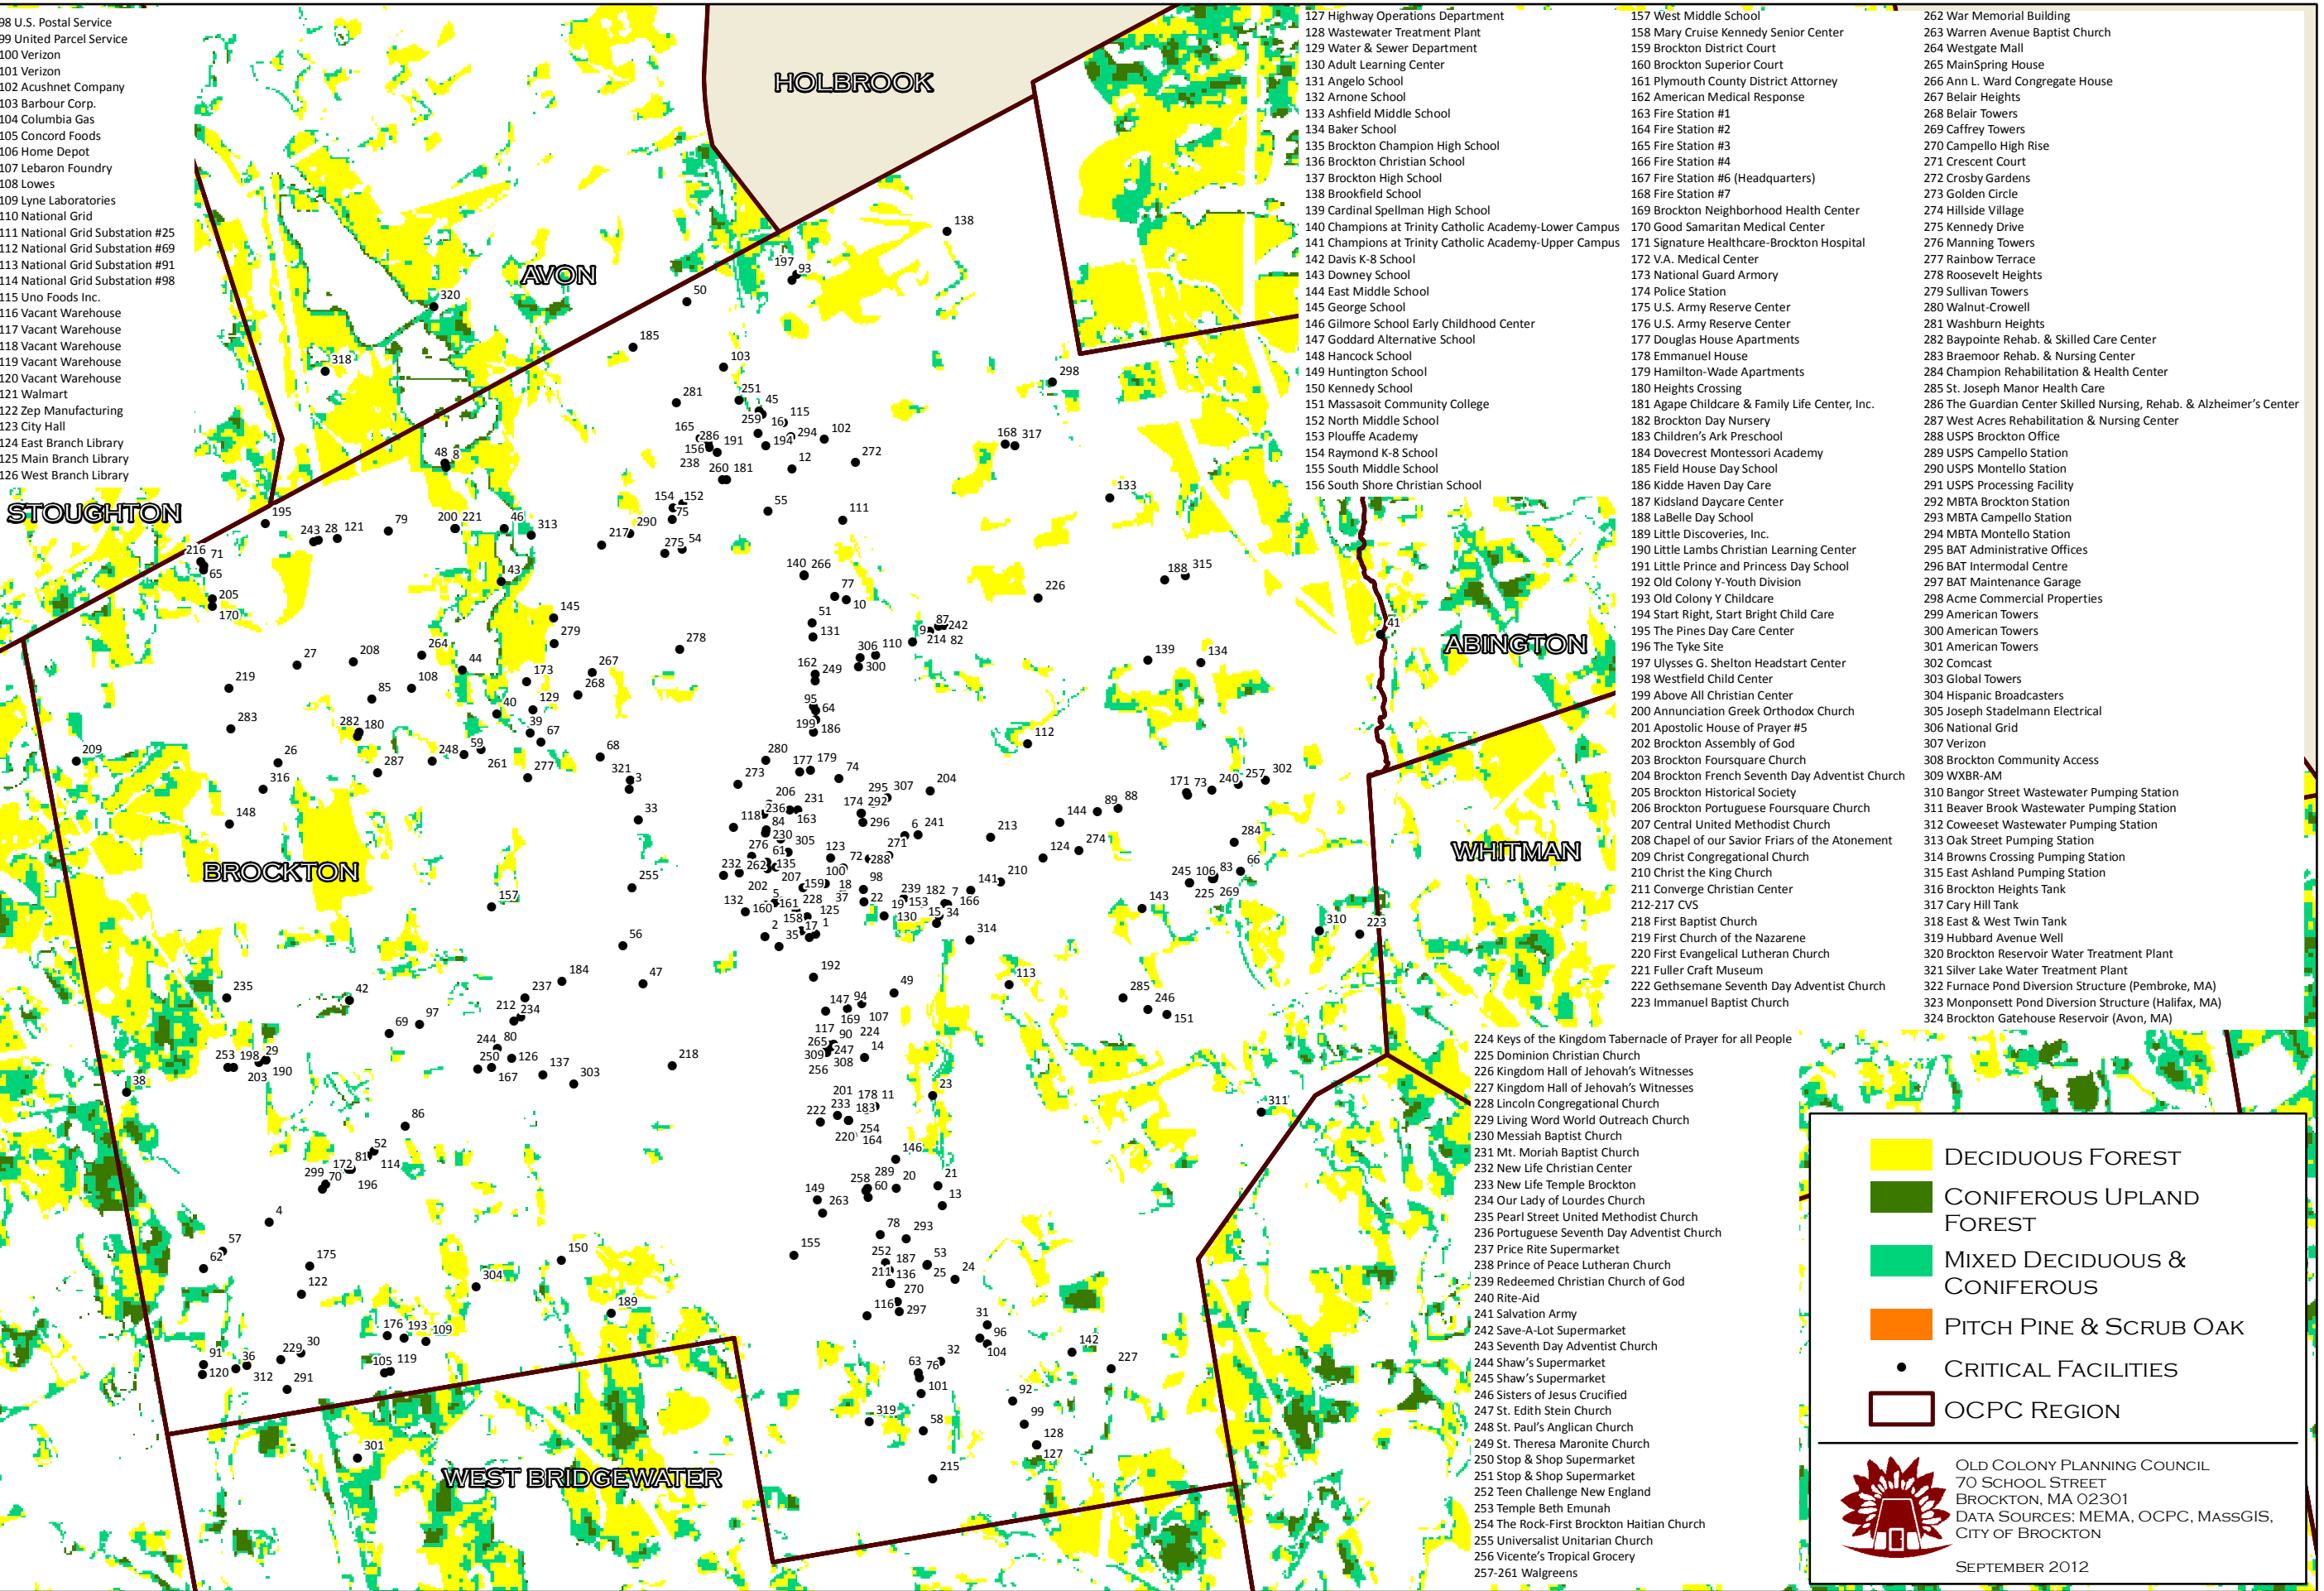 98 U.S. Postal Service
99 United Parcel Service
100 Verizon
101 Verizon
102 Acushnet Company
103 Barbour Corp.
104 Columbia Gas
105 Concord Foods
106 Home Depot
107 Lebaron Foundry
108 Lowes
109 Lyne Laboratories
110 National Grid
111 National Grid Substation #25
112 National Grid Substation #69
113 National Grid Substation #91
114 National Grid Substation #98
115 Uno Foods Inc.
116 Vacant Warehouse
117 Vacant Warehouse
118 Vacant Warehouse
119 Vacant Warehouse
120 Vacant Warehouse
121 Walmart
122 Zep Manufacturing
123 City Hall
124 East Branch Library
125 Main Branch Library
126 West Branch Library
127 Highway Operations Department
128 Wastewater Treatment Plant
129 Water & Sewer Department
130 Adult Learning Center
131 Angelo School
132 Arnone School
133 Ashfield Middle School
134 Baker School
135 Brockton Champion High School
136 Brockton Christian School
137 Brockton High School
138 Brookfield School
139 Cardinal Spellman High School
140 Champions at Trinity Catholic Academy-Lower Campus
141 Champions at Trinity Catholic Academy-Upper Campus
142 Davis K-8 School
143 Downey School
144 East Middle School
145 George School
146 Gilmore School Early Childhood Center
147 Goddard Alternative School
148 Hancock School
149 Huntington School
150 Kennedy School
151 Massasoit Community College
152 North Middle School
153 Plouffe Academy
154 Raymond K-8 School
155 South Middle School
156 South Shore Christian School
157 West Middle School
158 Mary Cruise Kennedy Senior Center
159 Brockton District Court
160 Brockton Superior Court
161 Plymouth County District Attorney
162 American Medical Response
163 Fire Station #1
164 Fire Station #2
165 Fire Station #3
166 Fire Station #4
167 Fire Station #6 (Headquarters)
168 Fire Station #7
169 Brockton Neighborhood Health Center
170 Good Samaritan Medical Center
171 Signature Healthcare-Brockton Hospital
172 V.A. Medical Center
173 National Guard Armory
174 Police Station
175 U.S. Army Reserve Center
176 U.S. Army Reserve Center
177 Douglas House Apartments
178 Emmanuel House
179 Hamilton-Wade Apartments
180 Heights Crossing
181 Agape Childcare & Family Life Center, Inc.
182 Brockton Day Nursery
183 Children's Ark Preschool
184 Dovecrest Montessori Academy
185 Field House Day School
186 Kidde Haven Day Care
187 Kidsland Daycare Center
188 LaBelle Day School
189 Little Discoveries, Inc.
190 Little Lambs Christian Learning Center
191 Little Prince and Princess Day School
192 Old Colony Y-Youth Division
193 Old Colony Y Childcare
194 Start Right, Start Bright Child Care
195 The Pines Day Care Center
196 The Tyke Site
197 Ulysses G. Shelton Headstart Center
198 Westfield Child Center
199 Above All Christian Center
200 Annunciation Greek Orthodox Church
201 Apostolic House of Prayer #5
202 Brockton Assembly of God
203 Brockton Foursquare Church
204 Brockton French Seventh Day Adventist Church
205 Brockton Historical Society
206 Brockton Portuguese Foursquare Church
207 Central United Methodist Church
208 Chapel of our Savior Friars of the Atonement
209 Christ Congregational Church
210 Christ the King Church
211 Converge Christian Center
212-217 CVS
218 First Baptist Church
219 First Church of the Nazarene
220 First Evangelical Lutheran Church
221 Fuller Craft Museum
222 Gethsemane Seventh Day Adventist Church
223 Immanuel Baptist Church
224 Keys of the Kingdom Tabernacle of Prayer for all People
225 Dominion Christian Church
226 Kingdom Hall of Jehovah's Witnesses
227 Kingdom Hall of Jehovah's Witnesses
228 Lincoln Congregational Church
229 Living Word World Outreach Church
230 Messiah Baptist Church
231 Mt. Moriah Baptist Church
232 New Life Christian Center
233 New Life Temple Brockton
234 Our Lady of Lourdes Church
235 Pearl Street United Methodist Church
236 Portuguese Seventh Day Adventist Church
237 Price Rite Supermarket
238 Prince of Peace Lutheran Church
239 Redeemed Christian Church of God
240 Rite-Aid
241 Salvation Army
242 Save-A-Lot Supermarket
243 Seventh Day Adventist Church
244 Shaw's Supermarket
245 Shaw's Supermarket
246 Sisters of Jesus Crucified
247 St. Edith Stein Church
248 St. Paul's Anglican Church
249 St. Theresa Maronite Church
250 Stop & Shop Supermarket
251 Stop & Shop Supermarket
252 Teen Challenge New England
253 Temple Beth Emunah
254 The Rock-First Brockton Haitian Church
255 Universalist Unitarian Church
256 Vicente's Tropical Grocery
257-261 Walgreens
262 War Memorial Building
263 Warren Avenue Baptist Church
264 Westgate Mall
265 MainSpring House
266 Ann L. Ward Congregate House
267 Belair Heights
268 Belair Towers
269 Caffrey Towers
270 Campello High Rise
271 Crescent Court
272 Crosby Gardens
273 Golden Circle
274 Hillside Village
275 Kennedy Drive
276 Manning Towers
277 Rainbow Terrace
278 Roosevelt Heights
279 Sullivan Towers
280 Walnut-Crowell
281 Washburn Heights
282 Baypointe Rehab. & Skilled Care Center
283 Braemoor Rehab. & Nursing Center
284 Champion Rehabilitation & Health Center
285 St. Joseph Manor Health Care
286 The Guardian Center Skilled Nursing, Rehab. & Alzheimer's Center
287 West Acres Rehabilitation & Nursing Center
288 USPS Brockton Office
289 USPS Campello Station
290 USPS Montello Station
291 USPS Processing Facility
292 MBTA Brockton Station
293 MBTA Campello Station
294 MBTA Montello Station
295 BAT Administrative Offices
296 BAT Intermodal Centre
297 BAT Maintenance Garage
298 Acme Commercial Properties
299 American Towers
300 American Towers
301 American Towers
302 Comcast
303 Global Towers
304 Hispanic Broadcasters
305 Joseph Stadelmann Electrical
306 National Grid
307 Verizon
308 Brockton Community Access
309 WXBR-AM
310 Bangor Street Wastewater Pumping Station
311 Beaver Brook Wastewater Pumping Station
312 Coweeset Wastewater Pumping Station
313 Oak Street Pumping Station
314 Browns Crossing Pumping Station
315 East Ashland Pumping Station
316 Brockton Heights Tank
317 Cary Hill Tank
318 East & West Twin Tank
319 Hubbard Avenue Well
320 Brockton Reservoir Water Treatment Plant
321 Silver Lake Water Treatment Plant
322 Furnace Pond Diversion Structure (Pembroke, MA)
323 Monponsett Pond Diversion Structure (Halifax, MA)
324 Brockton Gatehouse Reservoir (Avon, MA)
HOLBROOK
AVON
STOUGHTON
ABINGTON
BROCKTON
WHITMAN
WEST BRIDGEWATER
DECIDUOUS FOREST
CONIFEROUS UPLAND
FOREST
MIXED DECIDUOUS &
CONIFEROUS
PITCH PINE & SCRUB OAK
CRITICAL FACILITIES
OCPC REGION
OLD COLONY PLANNING COUNCIL
70 SCHOOL STREET
BROCKTON, MA 02301
DATA SOURCES: MEMA, OCPC, MASSGIS,
CITY OF BROCKTON
SEPTEMBER 2012